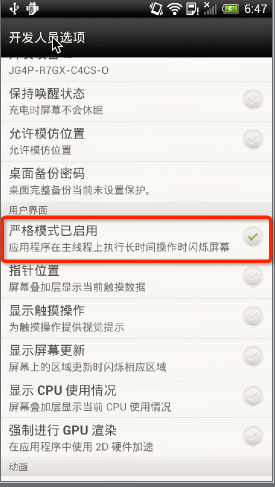 6:47
开发人员选项
JG4P-R7GX-C4CS-O
保持唤醒状态
充电时屏幕不会休眠
允许模仿位置
允许模仿位置
桌面备份密码
桌面完整备份当前未设置保护。
用户界面
严格模式已启用
应用程序在主线程上执行长时间操作时闪烁屏幕
指针位置
屏幕叠加层显示当前触摸数据
显示触摸操作
为触摸操作提供视觉提示
显示屏幕更新
屏幕上的区域更新时闪烁相应区域
显示 CPU 使用情况
屏幕叠加层显示当前 CPU 使用情况
强制进行 GPU 渲染
在应用程序中使用 2D 硬件加速
动画